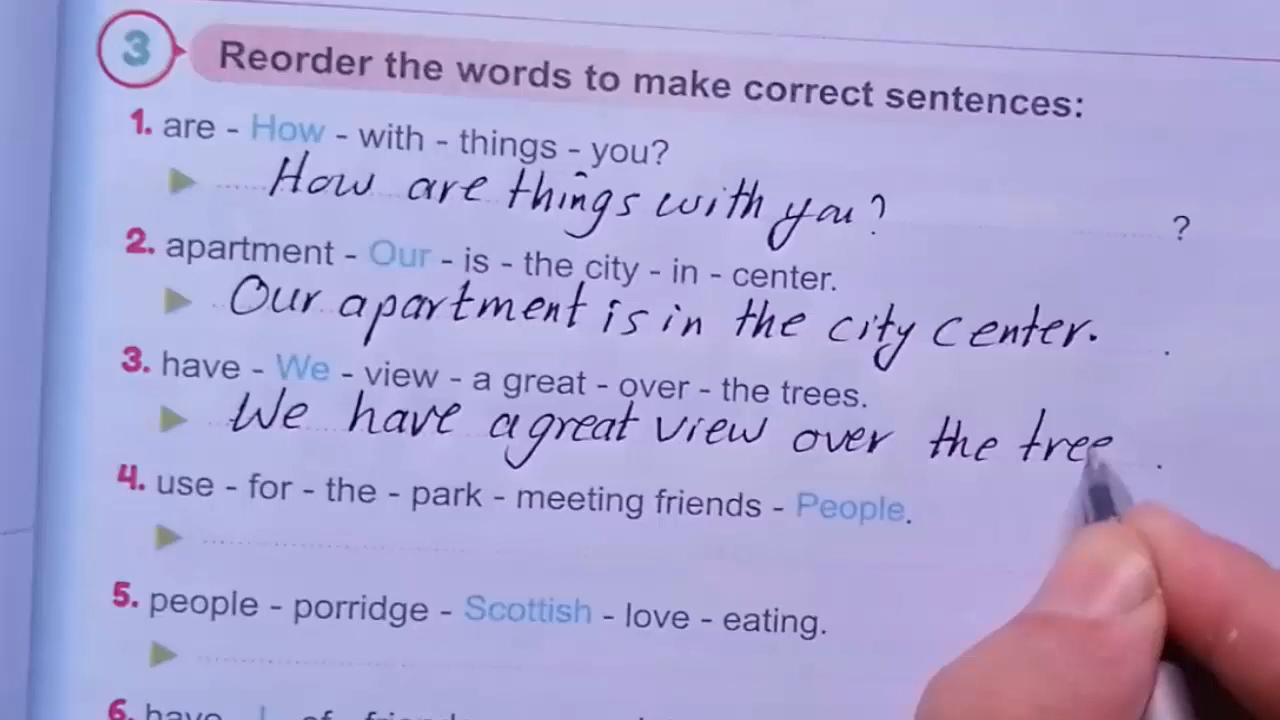 3 Reorder the words to make correct sentences:
1. are - How - with - things - you?
How are things with you? ?
2. apartment - Our - is - the city - in - center.
Our apartment is in the city center. .
3. have - We - view - a great - over - the trees.
We have a great view over the tree .
4. use - for - the - park - meeting friends - People.
5. people - porridge - Scottish - love - eating.
6. have I of